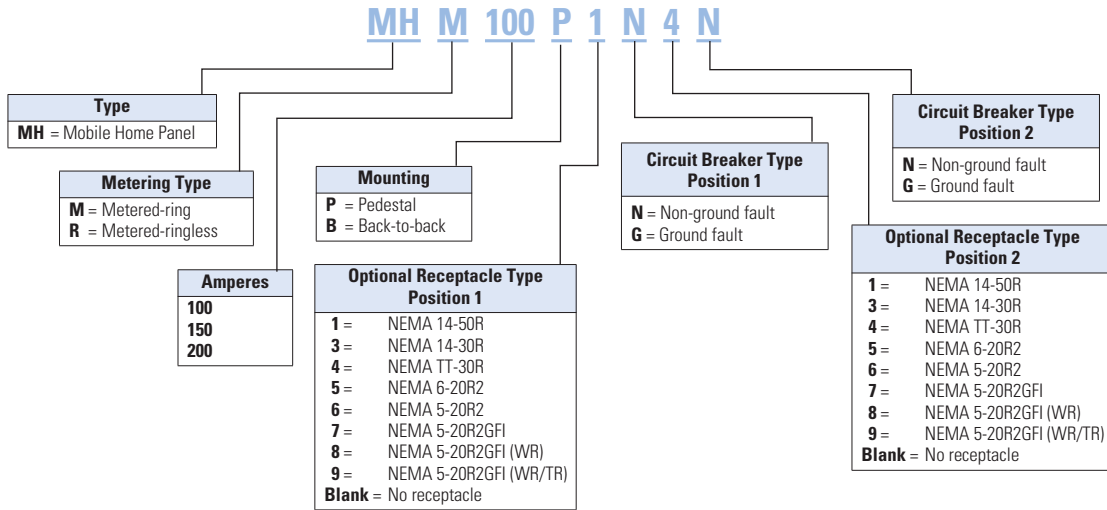 MH M 100 P 1 N 4 N
Type
MH = Mobile Home Panel
Metering Type
M = Metered-ring
R = Metered-ringless
Amperes
100
150
200
Mounting
P = Pedestal
B = Back-to-back
Optional Receptacle Type
Position 1
1 = NEMA 14-50R
3 = NEMA 14-30R
4 = NEMA TT-30R
5 = NEMA 6-20R2
6 = NEMA 5-20R2
7 = NEMA 5-20R2GFI
8 = NEMA 5-20R2GFI (WR)
9 = NEMA 5-20R2GFI (WR/TR)
Blank = No receptacle
Circuit Breaker Type
Position 1
N = Non-ground fault
G = Ground fault
Optional Receptacle Type
Position 2
1 = NEMA 14-50R
3 = NEMA 14-30R
4 = NEMA TT-30R
5 = NEMA 6-20R2
6 = NEMA 5-20R2
7 = NEMA 5-20R2GFI
8 = NEMA 5-20R2GFI (WR)
9 = NEMA 5-20R2GFI (WR/TR)
Blank = No receptacle
Circuit Breaker Type
Position 2
N = Non-ground fault
G = Ground fault